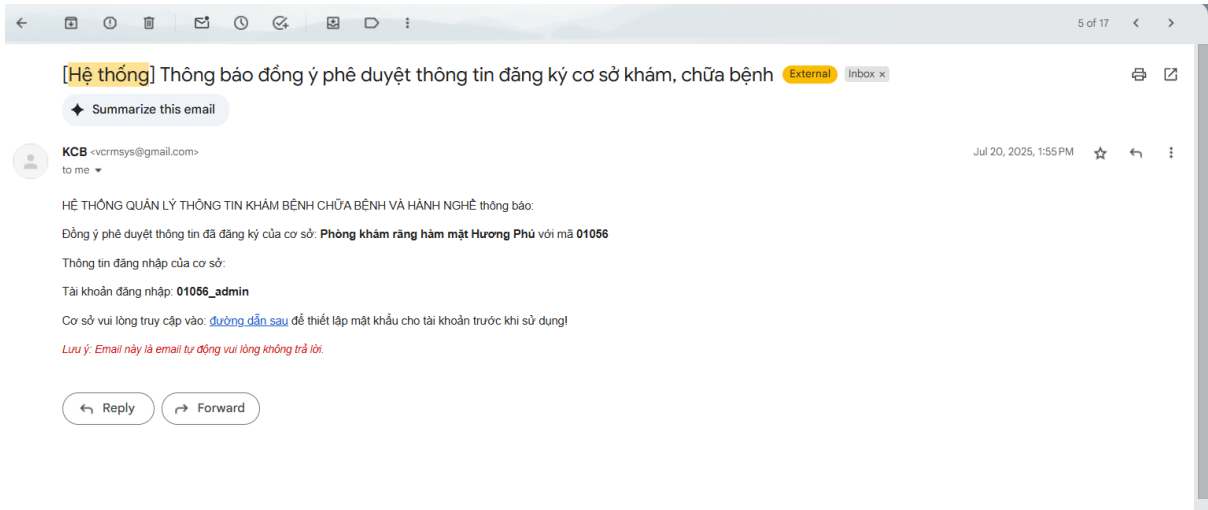 5 of 17
[Hệ thống] Thông báo đồng ý phê duyệt thông tin đăng ký cơ sở khám, chữa bệnh External Inbox ×
Summarize this email
KCB <vcrmsys@gmail.com> Jul 20, 2025, 1:55 PM
to me
HỆ THỐNG QUẢN LÝ THÔNG TIN KHÁM BỆNH CHỮA BỆNH VÀ HÀNH NGHỀ thông báo:
Đồng ý phê duyệt thông tin đã đăng ký của cơ sở: Phòng khám răng hàm mặt Hương Phú với mã 01056
Thông tin đăng nhập của cơ sở:
Tài khoản đăng nhập: 01056_admin
Cơ sở vui lòng truy cập vào: đường dẫn sau để thiết lập mật khẩu cho tài khoản trước khi sử dụng!
Lưu ý: Email này là email tự động vui lòng không trả lời.
Reply Forward